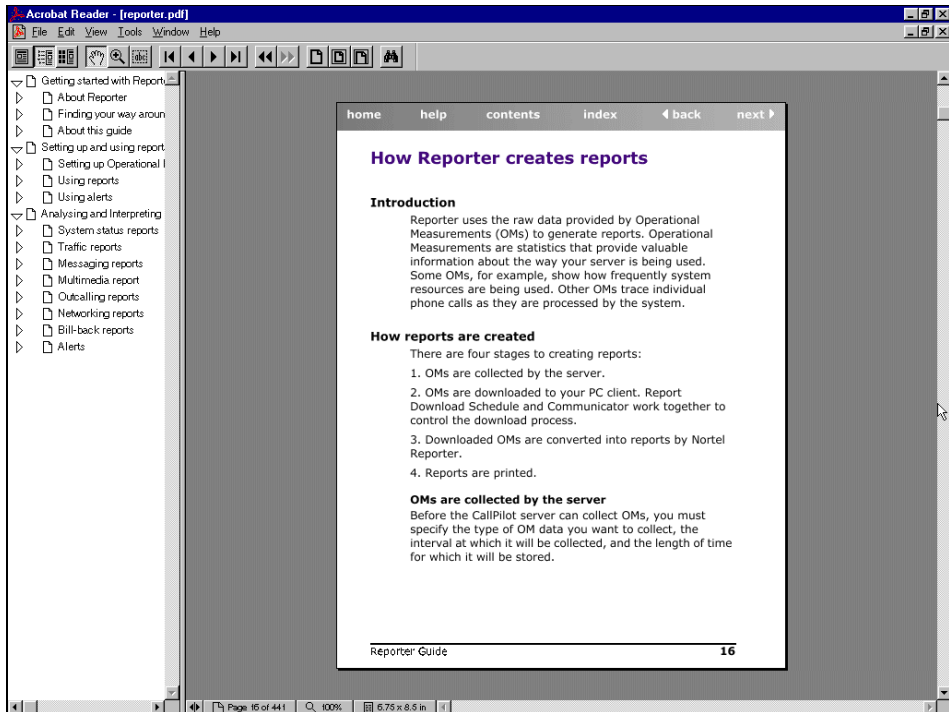 Acrobat Reader - [reporter.pdf]
File Edit View Tools Window Help
Getting started with Reporte
About Reporter
Finding your way aroun
About this guide
Setting up and using report
Setting up Operational I
Using reports
Using alerts
Analysing and Interpreting
System status reports
Traffic reports
Messaging reports
Multimedia report
Outcalling reports
Networking reports
Bill-back reports
Alerts
home help contents index back next
How Reporter creates reports
Introduction
Reporter uses the raw data provided by Operational
Measurements (OMs) to generate reports. Operational
Measurements are statistics that provide valuable
information about the way your server is being used.
Some OMs, for example, show how frequently system
resources are being used. Other OMs trace individual
phone calls as they are processed by the system.
How reports are created
There are four stages to creating reports:
1. OMs are collected by the server.
2. OMs are downloaded to your PC client. Report
Download Schedule and Communicator work together to
control the download process.
3. Downloaded OMs are converted into reports by Nortel
Reporter.
4. Reports are printed.
OMs are collected by the server
Before the CallPilot server can collect OMs, you must
specify the type of OM data you want to collect, the
interval at which it will be collected, and the length of time
for which it will be stored.
Reporter Guide 16
Page 16 of 441 100% 6.75 x 8.5 in